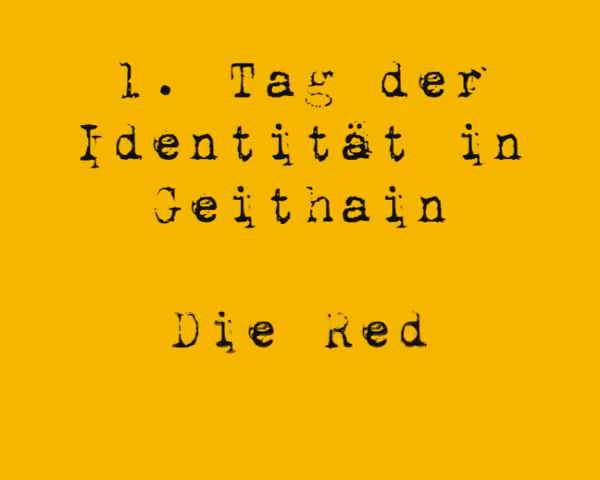 1. Tag der
Identität in
Geithain
Die Red